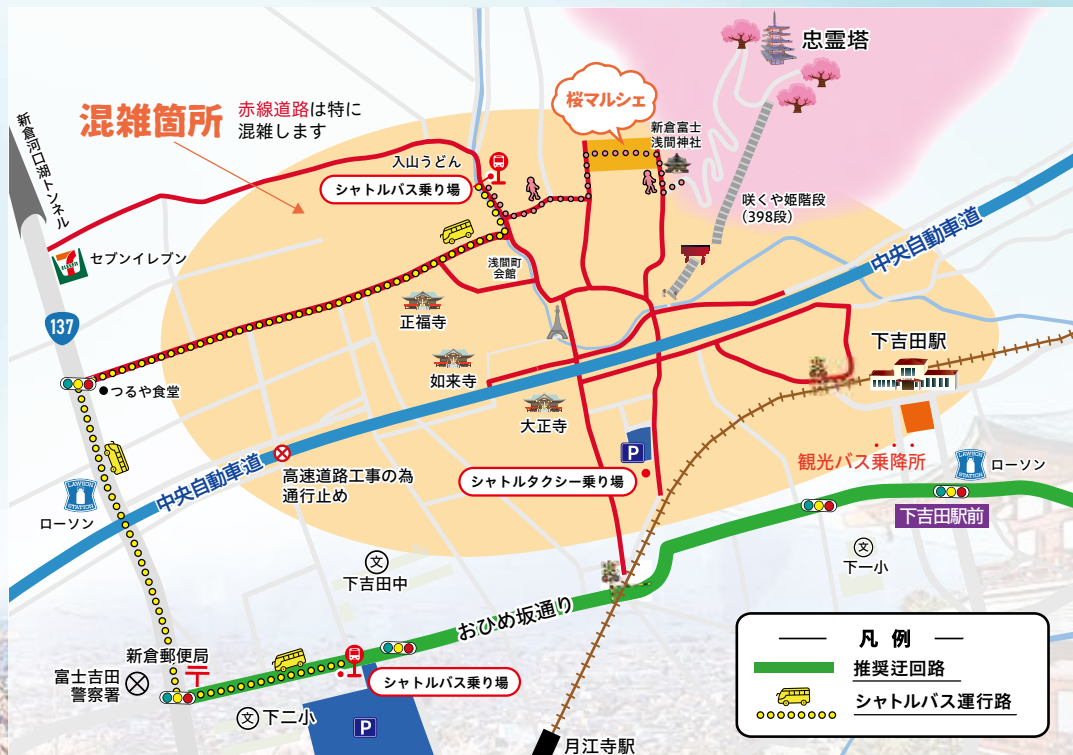 忠霊塔
桜マルシェ
混雑箇所
赤線道路は特に
混雑します
新倉富士
浅間神社
新倉河口湖トンネル
入山うどん
シャトルバス乗り場
咲くや姫階段
(398段)
中央自動車道
セブンイレブン
浅間町
会館
正福寺
137
下吉田駅
如来寺
つるや食堂
大正寺
P
観光バス乗降所
LAWSON
STATION
ローソン
高速道路工事の為
通行止め
シャトルタクシー乗り場
中央自動車道
LAWSON
STATION
ローソン
下吉田駅前
文
下吉田中
文
下一小
おひめ坂通り
凡 例
推奨迂回路
シャトルバス運行路
新倉郵便局
富士吉田
警察署
シャトルバス乗り場
文 下二小
P
月江寺駅